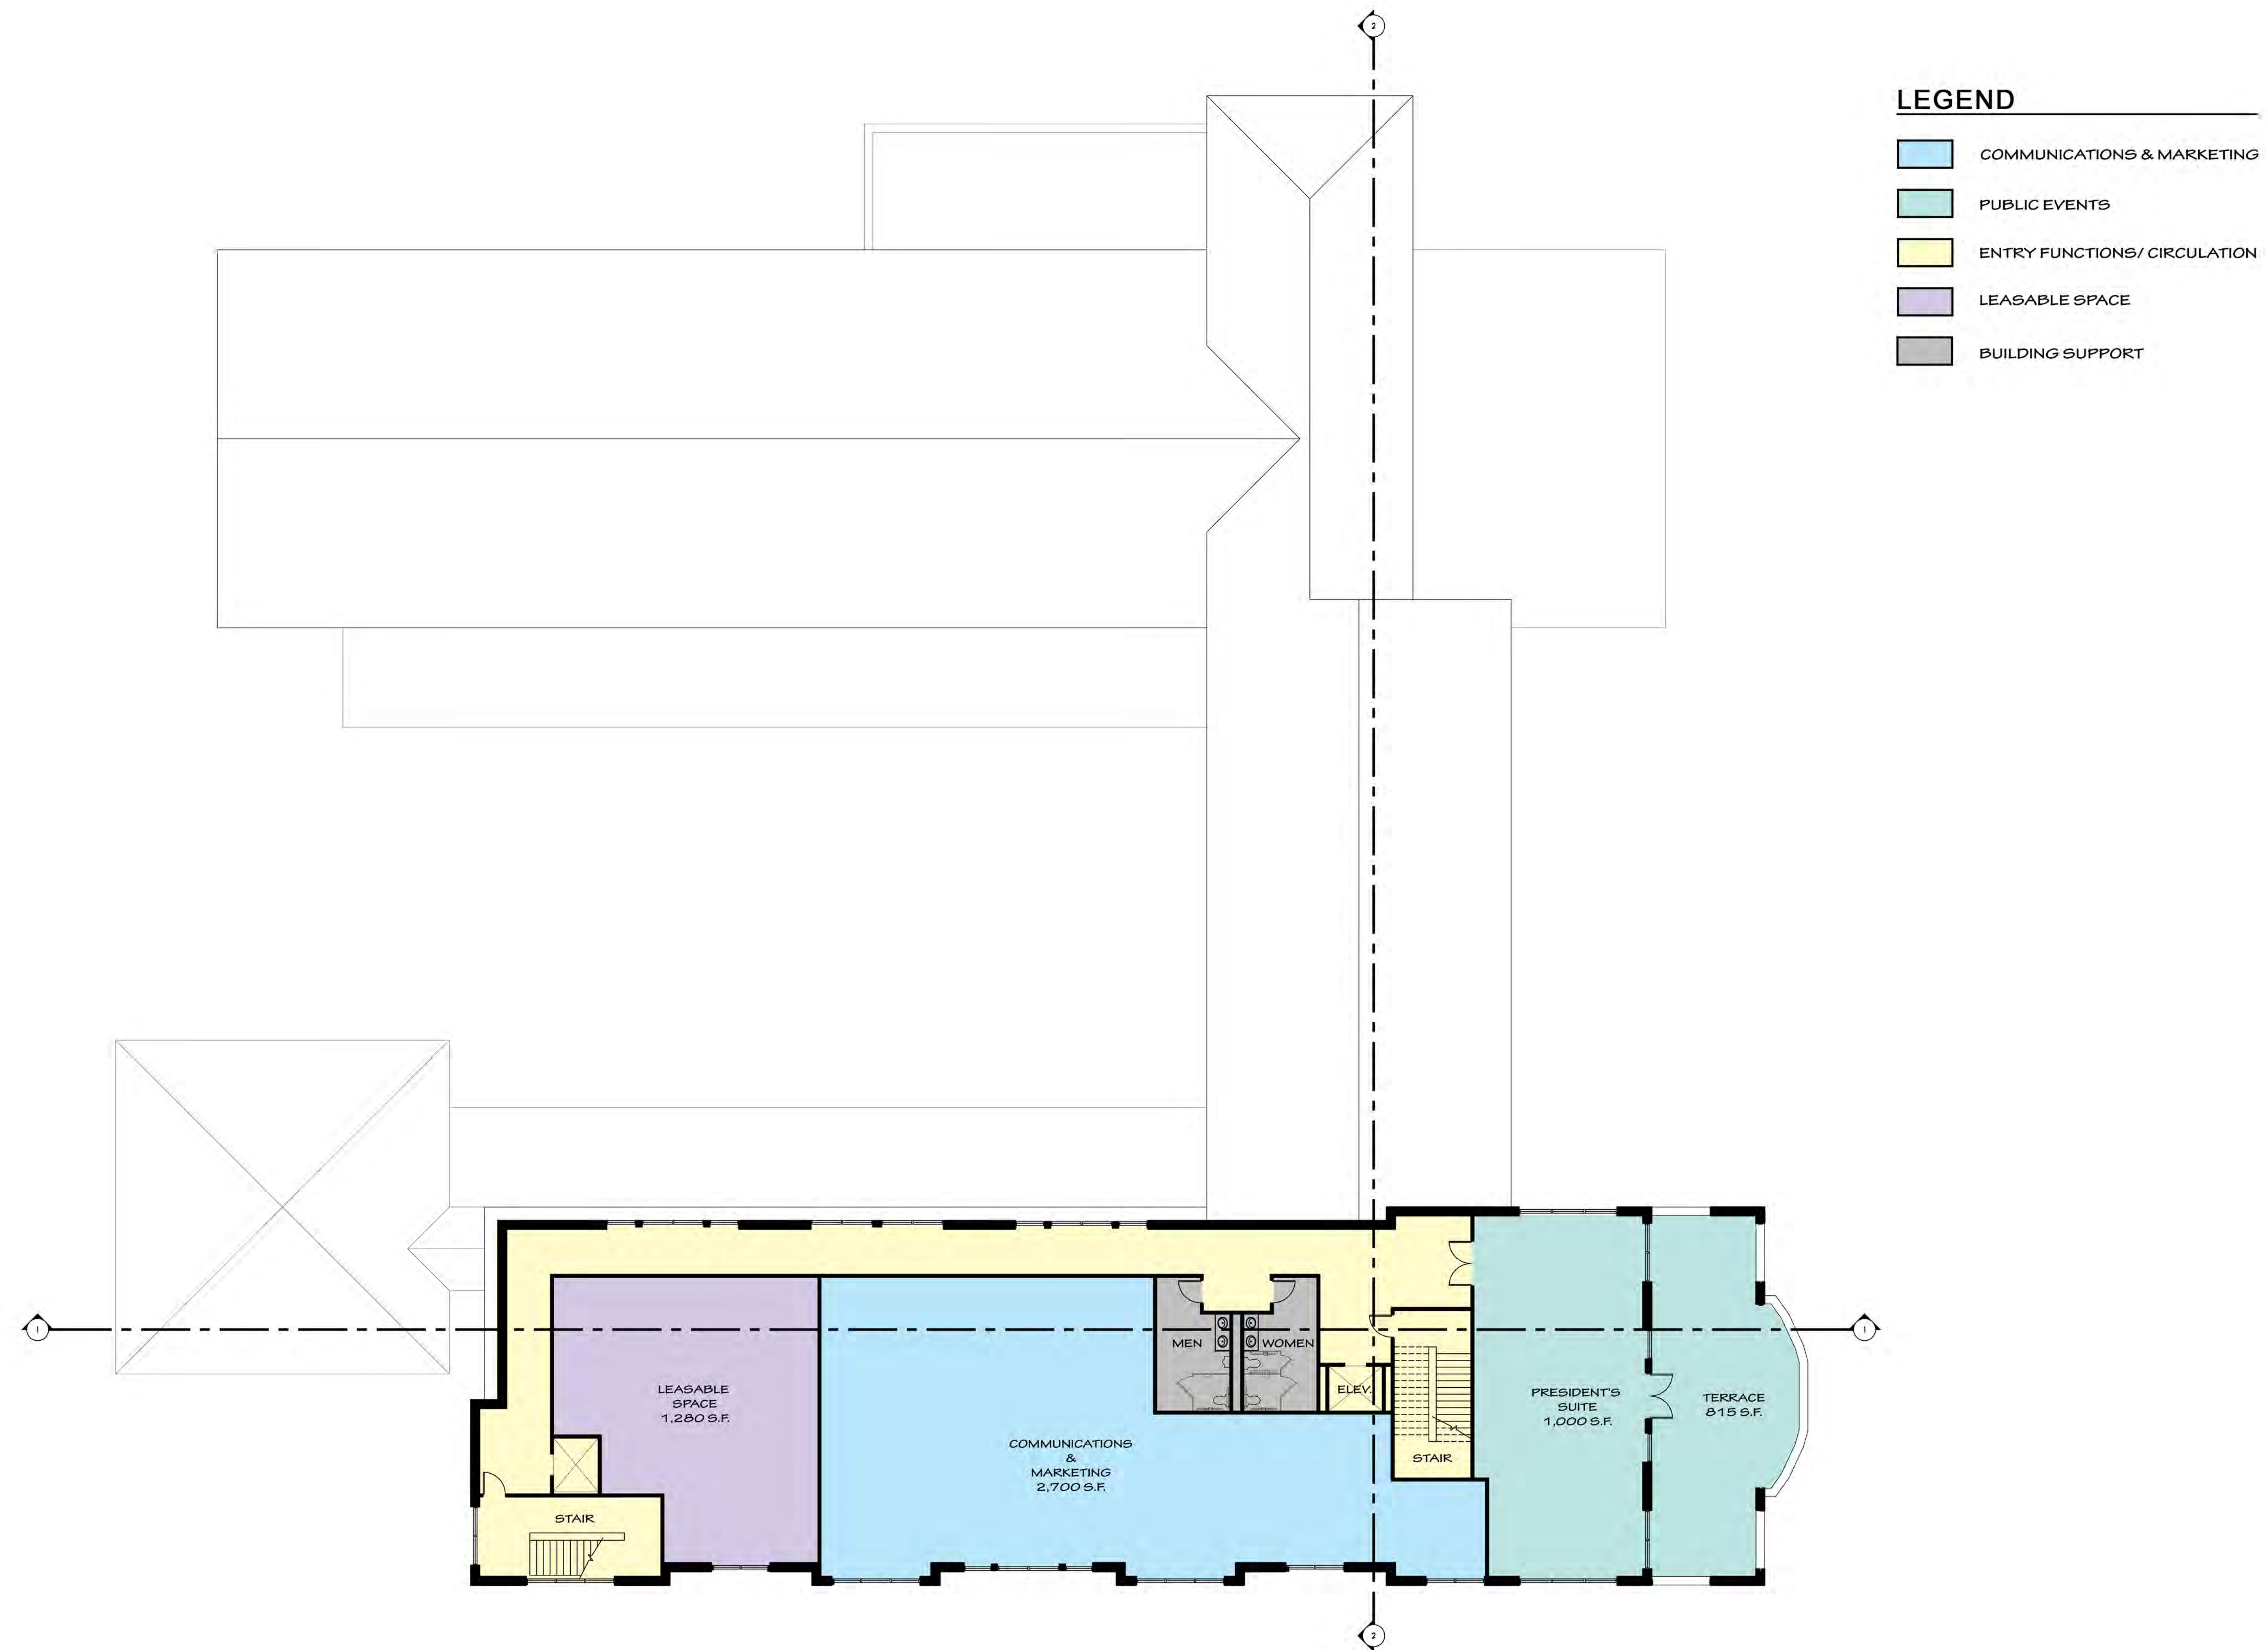 2
LEGEND
COMMUNICATIONS & MARKETING
PUBLIC EVENTS
ENTRY FUNCTIONS/ CIRCULATION
LEASABLE SPACE
BUILDING SUPPORT
1
1
MEN
WOMEN
ELEV.
LEASABLE
SPACE
1,280 S.F.
PRESIDENT'S
SUITE
1,000 S.F.
TERRACE
815 S.F.
COMMUNICATIONS
&
MARKETING
2,700 S.F.
STAIR
STAIR
2